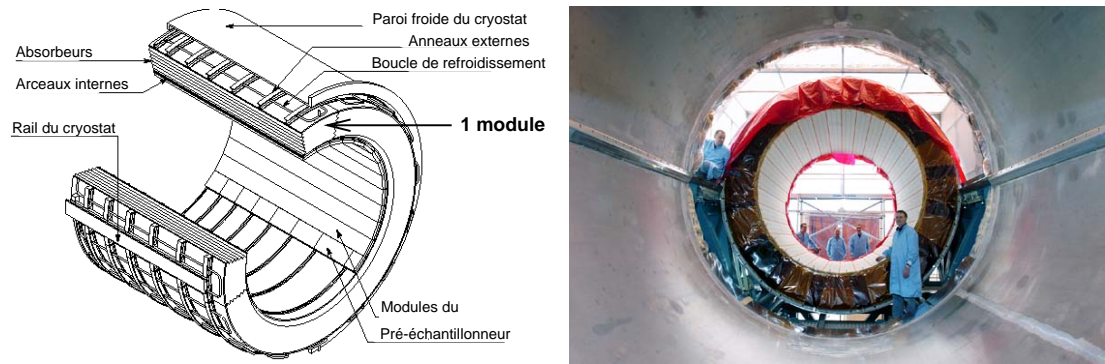 Paroi froide du cryostat
Anneaux externes
Absorbeurs
Boucle de refroidissement
Arceaux internes
1 module
Rail du cryostat
Modules du
Pré-échantillonneur